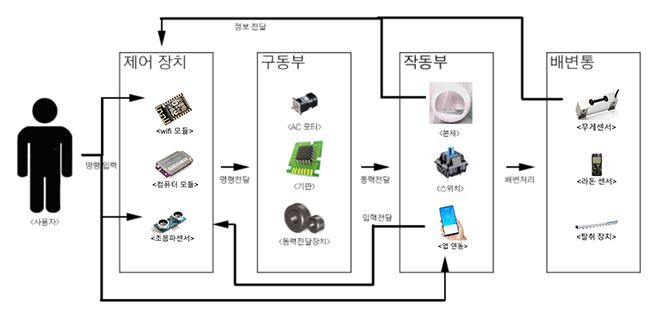 정보 전달
제어 장치
구동부
작동부
배변통
<wifi 모듈>
<AC 모터>
<본체>
<무게센서>
명령 입력
<컴퓨터 모듈>
명령전달
<기판>
동력전달
<스위치>
배변처리
<라돈 센서>
<사용자>
<초음파센서>
<동력전달장치>
입력전달
<앱 연동>
<탈취 장치>